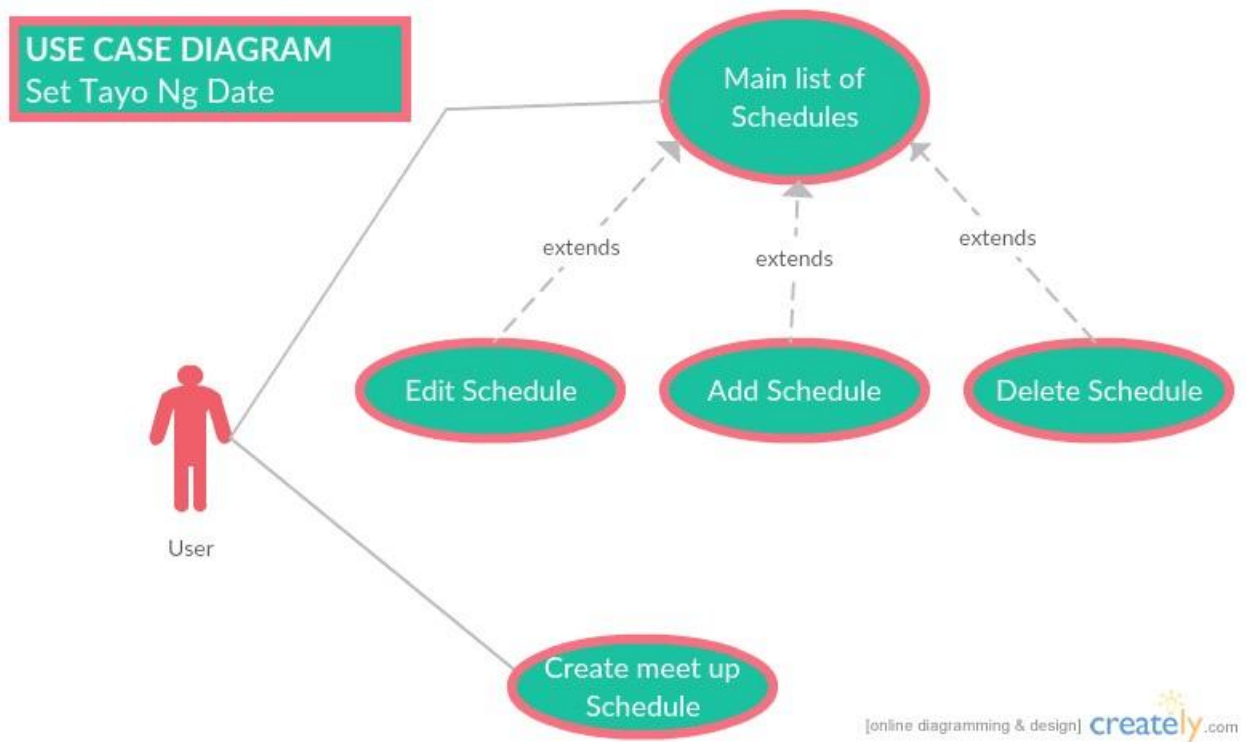 USE CASE DIAGRAM
Set Tayo Ng Date
Main list of
Schedules
extends
extends
extends
Edit Schedule
Add Schedule
Delete Schedule
User
Create meet up
Schedule
[online diagramming & design] creately.com